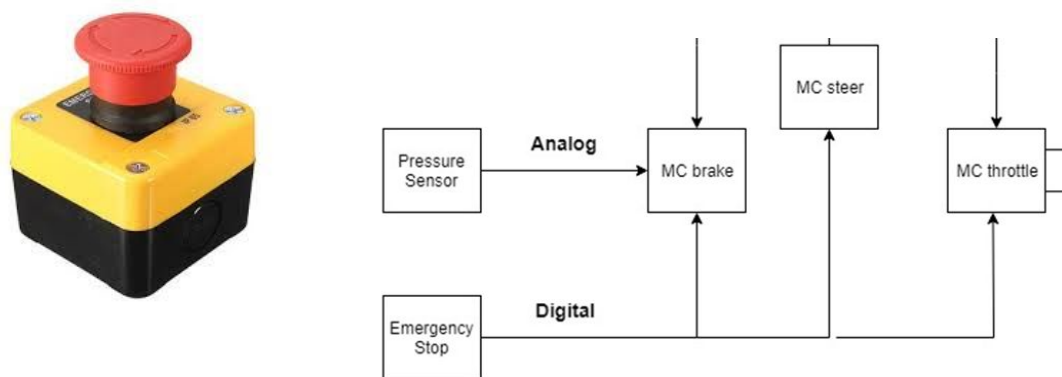 MC steer
Analog
Pressure
Sensor
MC brake
MC throttle
Digital
Emergency
Stop